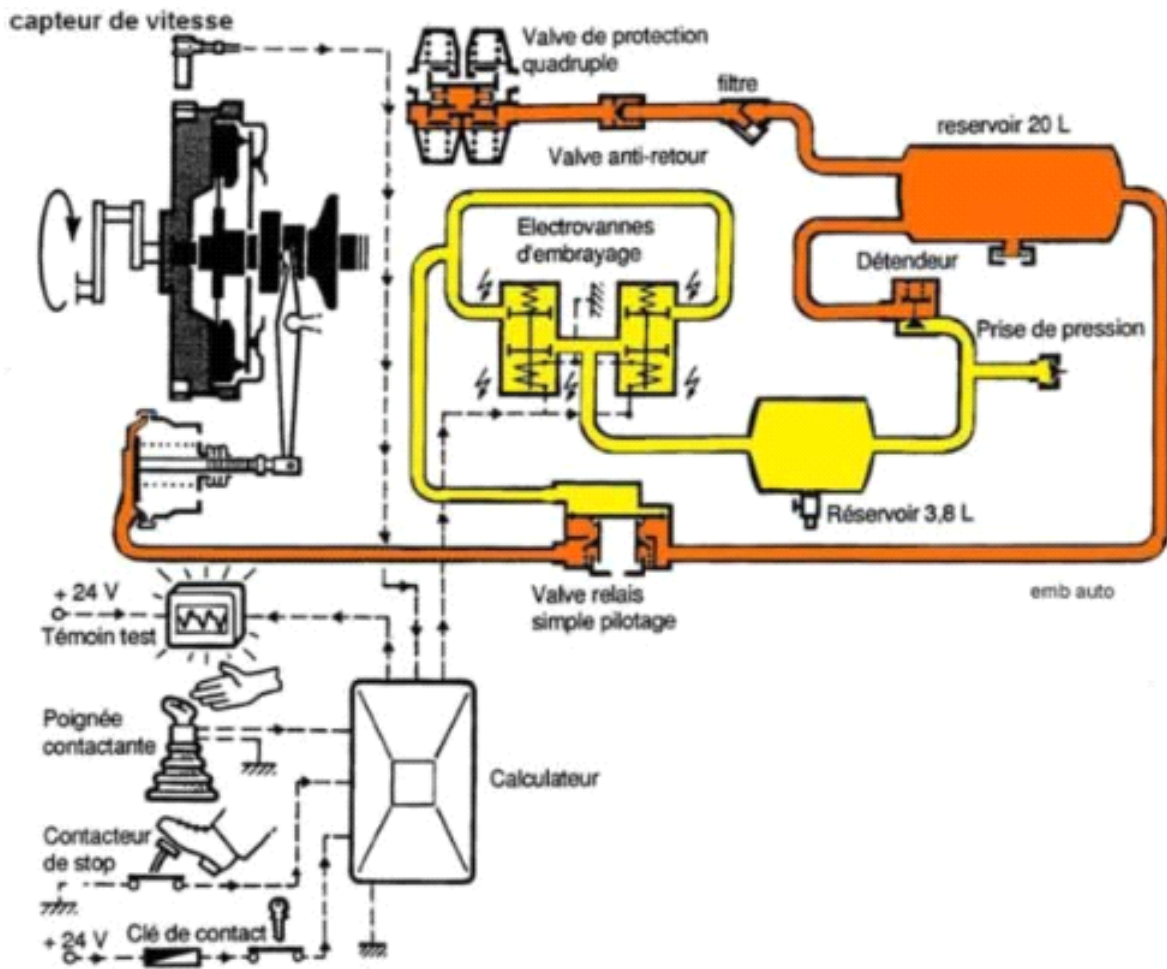 capteur de vitesse
Valve de protection
quadruple
filtre
reservoir 20 L
Valve anti-retour
Electrovannes
d'embrayage
Détendeur
Prise de pression
Réservoir 3,8 L
emb auto
Valve relais
simple pilotage
+ 24 V
Témoin test
Poignée
contactante
Calculateur
Contacteur
de stop
+ 24 V
Clé de contact